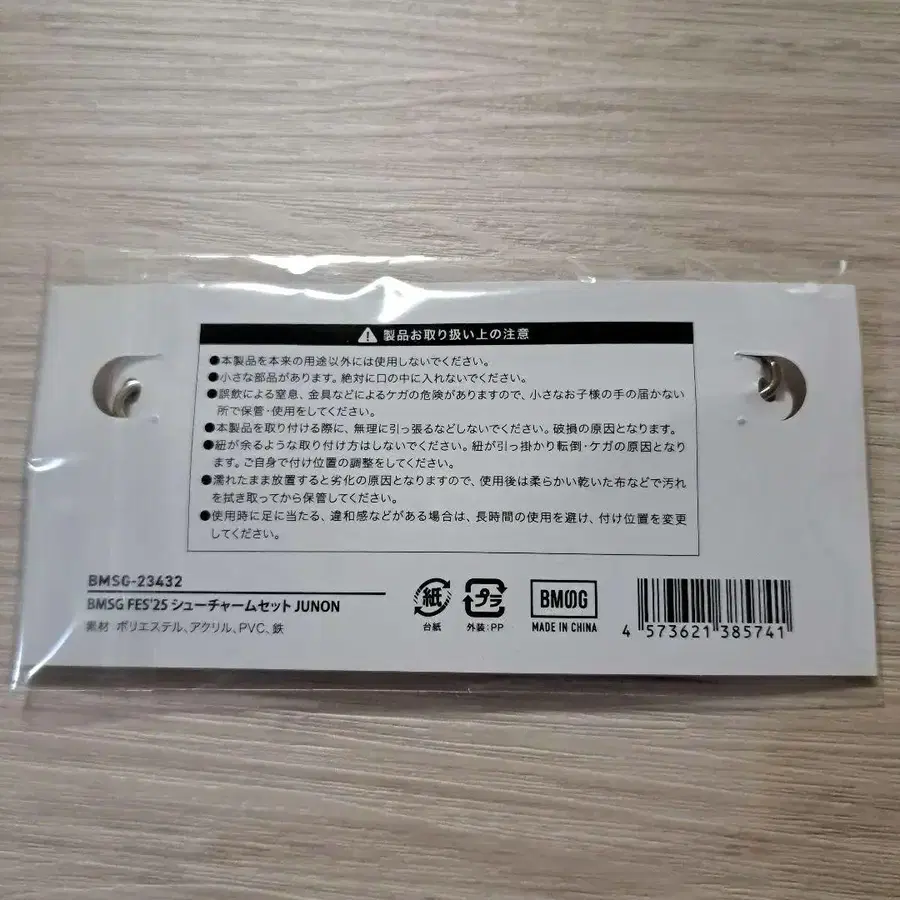 ⚠製品お取り扱い上の注意
●本製品を本来の用途以外には使用しないでください。
●小さな部品があります。絶対に口の中に入れないでください。
●誤飲による窒息、金具などによるケガの危険がありますので、小さなお子様の手の届かない
所で保管・使用をしてください。
●本製品を取り付ける際に、無理に引っ張るなどしないでください。破損の原因となります。
●紐が余るような取り付け方はしないでください。紐が引っ掛かり転倒・ケガの原因となり
ます。ご自身で付け位置の調整をしてください。
●濡れたまま放置すると劣化の原因となりますので、使用後は柔らかい乾いた布などで汚れ
を拭き取ってから保管してください。
●使用時に足に当たる、違和感などがある場合は、長時間の使用を避け、付け位置を変更
してください。
BMSG-23432
BMSG FES'25 シューチャームセット JUNON
素材 ポリエステル、アクリル、PVC、鉄
紙
台紙
プラ
外装:PP
BMSG
MADE IN CHINA
4 573621 385741